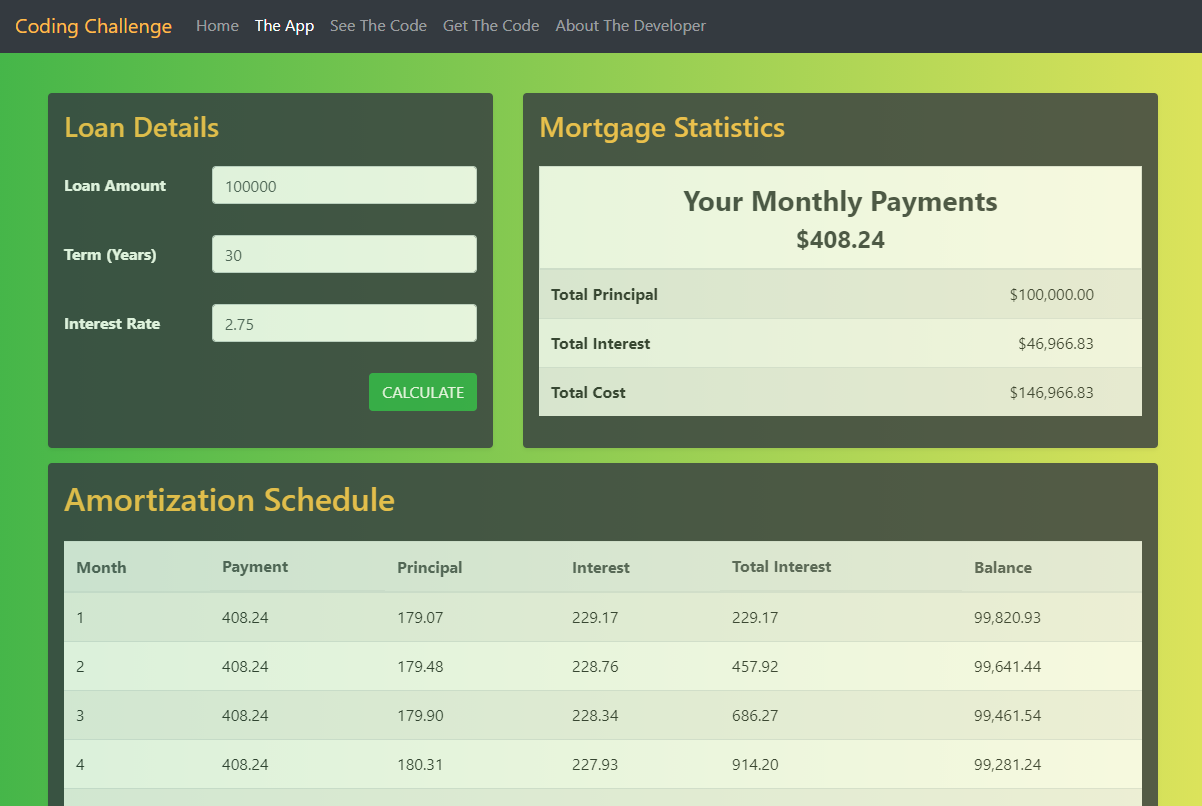 Coding Challenge Home The App See The Code Get The Code About The Developer
Loan Details
Loan Amount 100000
Term (Years) 30
Interest Rate 2.75
CALCULATE
Mortgage Statistics
Your Monthly Payments
$408.24
Total Principal $100,000.00
Total Interest $46,966.83
Total Cost $146,966.83
Amortization Schedule
Month Payment Principal Interest Total Interest Balance
1 408.24 179.07 229.17 229.17 99,820.93
2 408.24 179.48 228.76 457.92 99,641.44
3 408.24 179.90 228.34 686.27 99,461.54
4 408.24 180.31 227.93 914.20 99,281.24